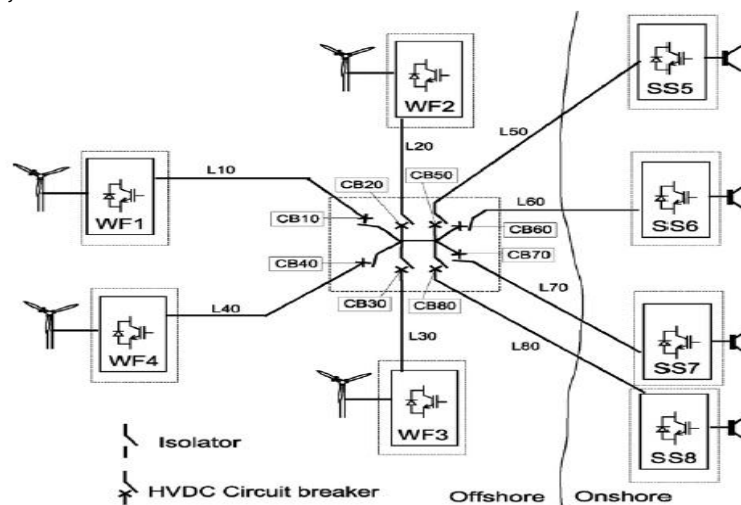 WF2
SS5
L50
L20
L10
CB50
CB20
L60
WF1
CB10
CB60
SS6
CB40
CB70
CB30
CB80
L70
L40
L30
L80
WF4
SS7
WF3
SS8
Isolator
HVDC Circuit breaker
Offshore
Onshore